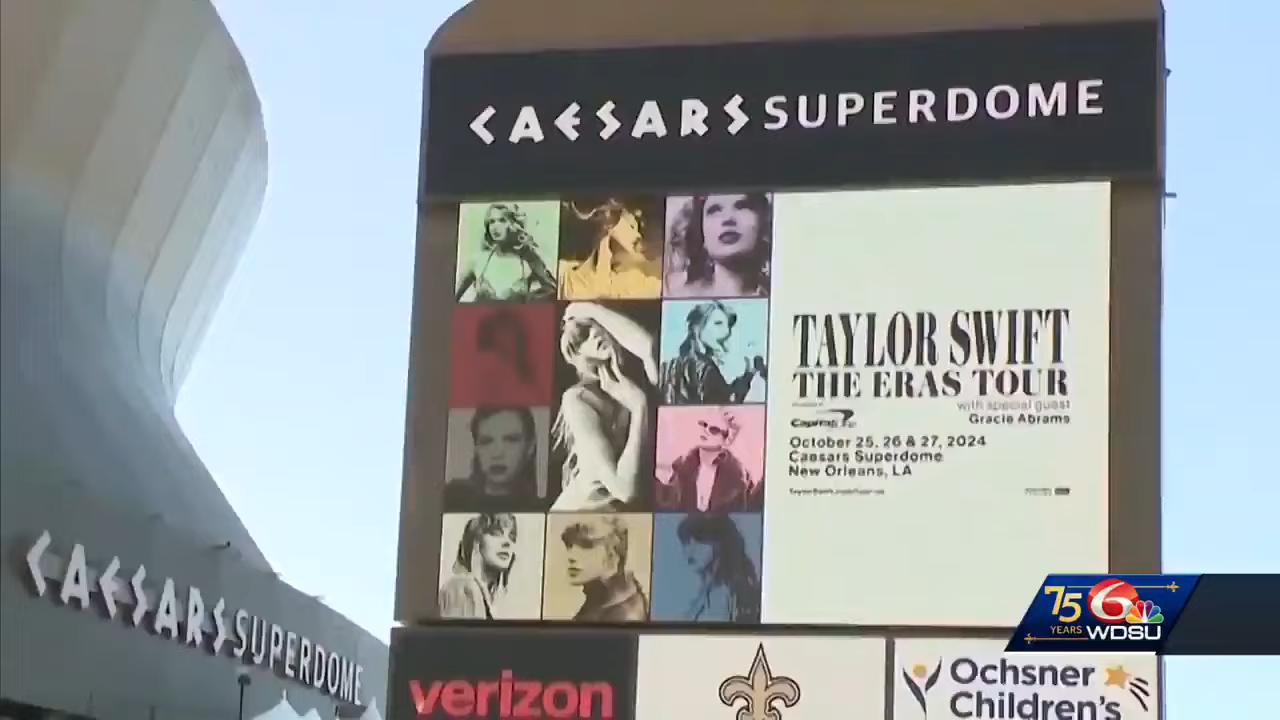 CAESARS SUPERDOME
TAYLOR SWIFT
THE ERAS TOUR
with special guest
Gracie Abrams
October 25, 26 & 27, 2024
Caesars Superdome
New Orleans, LA
CAESARS SUPERDOME
75
YEARS
6
WDSU
verizon
Ochsner
Children's